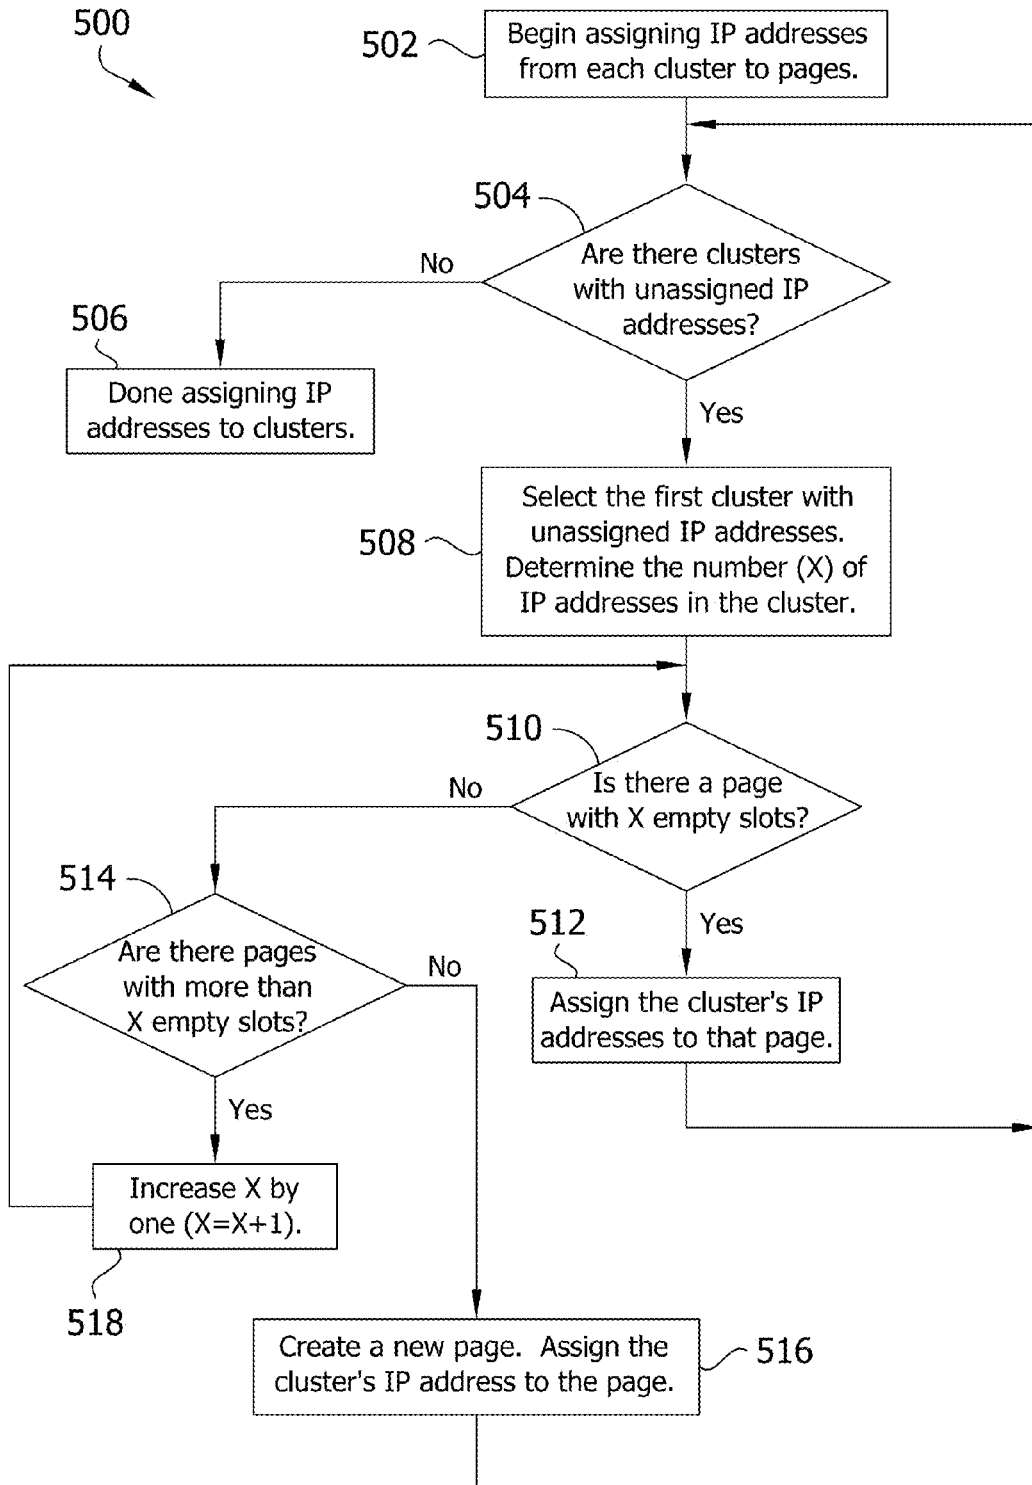 500
502
Begin assigning IP addresses
from each cluster to pages.
504
Are there clusters
with unassigned IP
addresses?
No
506
Done assigning IP
addresses to clusters.
Yes
508
Select the first cluster with
unassigned IP addresses.
Determine the number (X) of
IP addresses in the cluster.
510
Is there a page
with X empty slots?
No
514
Are there pages
with more than
X empty slots?
No
Yes
512
Assign the cluster's IP
addresses to that page.
Yes
Increase X by
one (X=X+1).
518
Create a new page.  Assign the
cluster's IP address to the page.
516